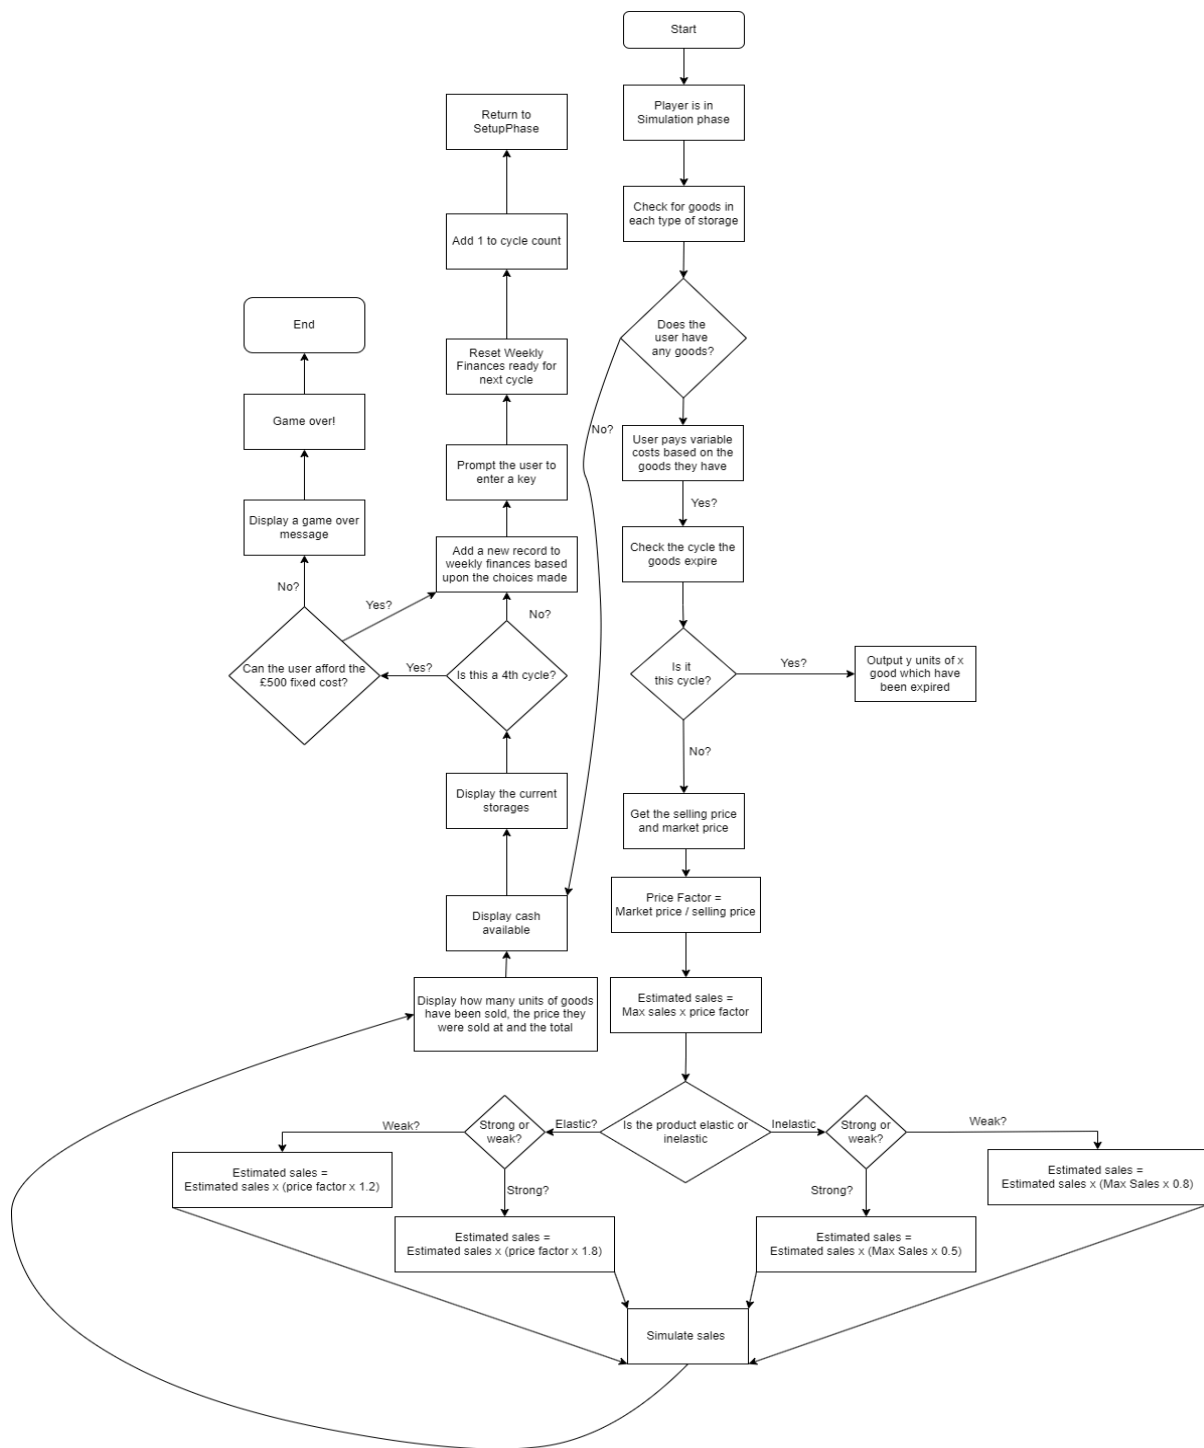 Start
Player is in
Simulation phase
Check for goods in
each type of storage
Does the
user have
any goods?
No?
User pays variable
costs based on the
goods they have
Yes?
Check the cycle the
goods expire
Is it
this cycle?
Yes?
Output y units of x
good which have
been expired
No?
Get the selling price
and market price
Price Factor =
Market price / selling price
Estimated sales =
Max sales x price factor
Is the product elastic or
inelastic
Elastic?
Strong or
weak?
Weak?
Estimated sales =
Estimated sales x (price factor x 1.2)
Strong?
Estimated sales =
Estimated sales x (price factor x 1.8)
Inelastic
Strong or
weak?
Weak?
Estimated sales =
Estimated sales x (Max Sales x 0.8)
Strong?
Estimated sales =
Estimated sales x (Max Sales x 0.5)
Simulate sales
Display how many units of goods
have been sold, the price they
were sold at and the total
Display cash
available
Display the current
storages
Is this a 4th cycle?
Yes?
Can the user afford the
£500 fixed cost?
No?
Display a game over
message
Game over!
End
Yes?
No?
Add a new record to
weekly finances based
upon the choices made
Prompt the user to
enter a key
Reset Weekly
Finances ready for
next cycle
Add 1 to cycle count
Return to
SetupPhase